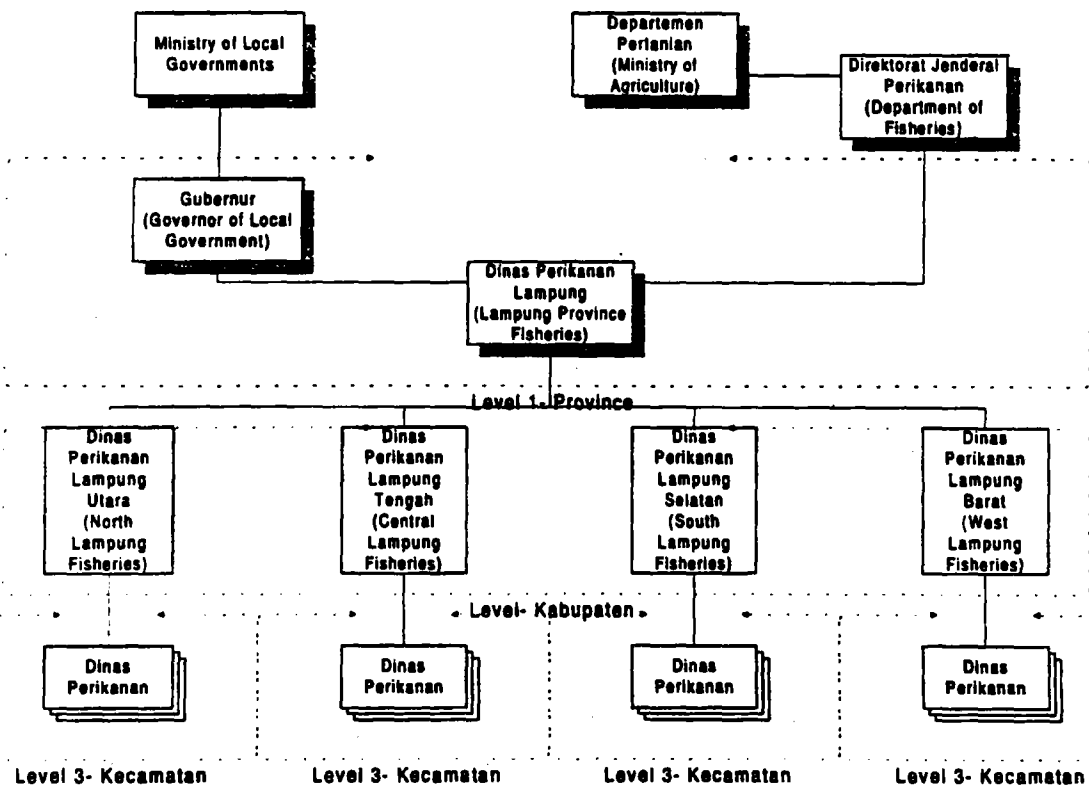 Ministry of Local
Governments
Departemen
Pertanian
(Ministry of
Agriculture)
Direktorat Jenderal
Perikanan
(Department of
Fisheries)
Gubernur
(Governor of Local
Government)
Dinas Perikanan
Lampung
(Lampung Province
Fisheries)
Level 1- Province
Dinas
Perikanan
Lampung
Utara
(North
Lampung
Fisheries)
Dinas
Perikanan
Lampung
Tengah
(Central
Lampung
Fisheries)
Dinas
Perikanan
Lampung
Selatan
(South
Lampung
Fisheries)
Dinas
Perikanan
Lampung
Barat
(West
Lampung
Fisheries)
Level- Kabupaten
Dinas
Perikanan
Dinas
Perikanan
Dinas
Perikanan
Dinas
Perikanan
Level 3- Kecamatan
Level 3- Kecamatan
Level 3- Kecamatan
Level 3- Kecamatan